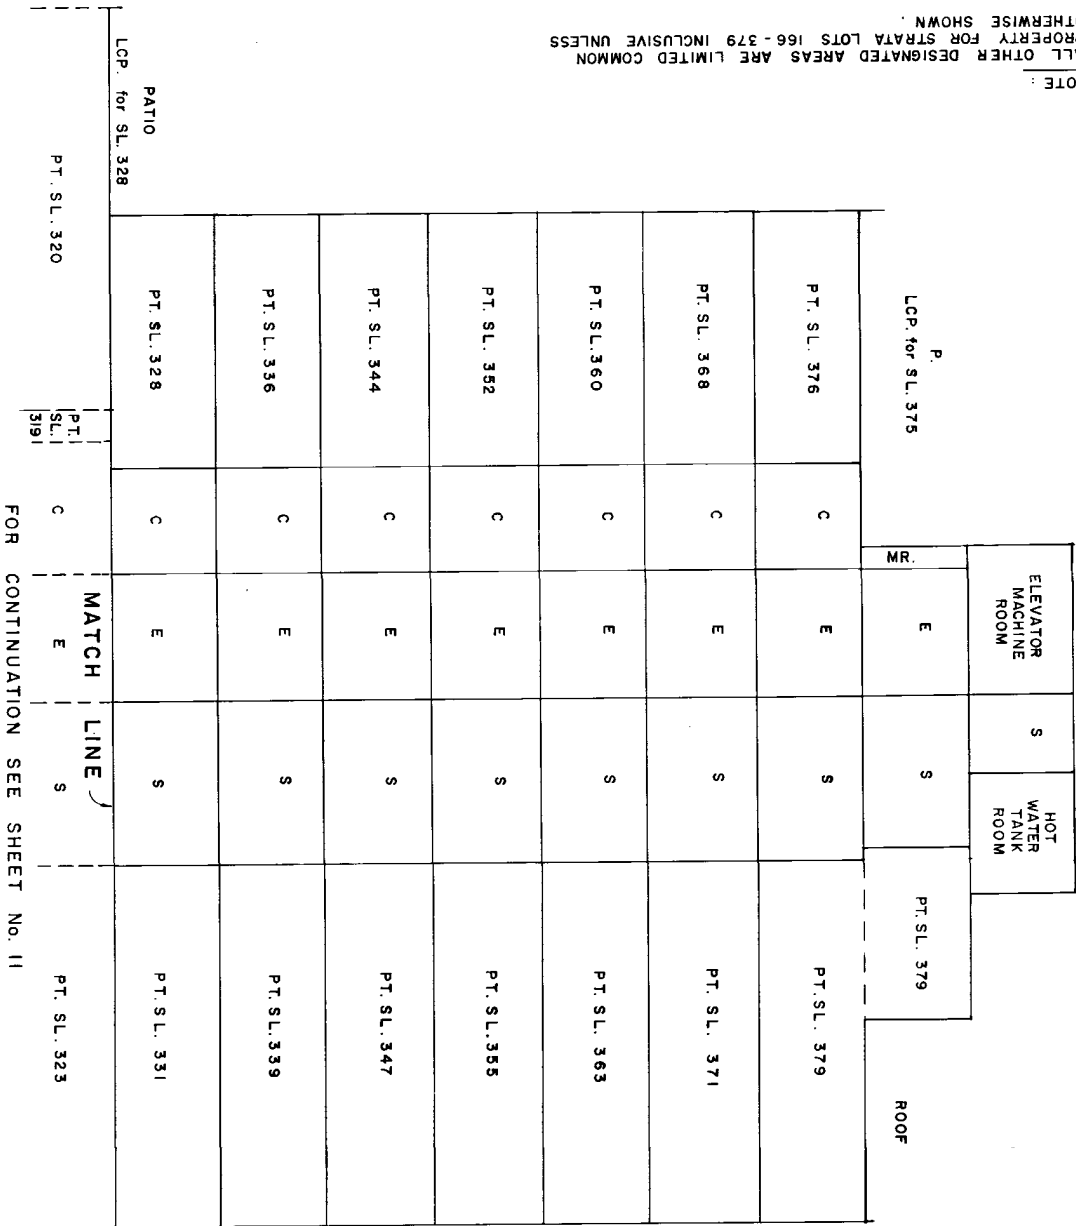 OTE :
ALL OTHER DESIGNATED AREAS ARE LIMITED COMMON
PROPERTY FOR STRATA LOTS 166 - 379 INCLUSIVE UNLESS
THERWISE SHOWN .
ELEVATOR
MACHINE
ROOM
S
HOT
WATER
TANK
ROOM
P.
LCP. for SL. 375
MR.
E
S
PT. SL. 379
ROOF
PT. SL. 376
C
E
S
PT. SL. 379
PT. SL. 368
C
E
S
PT. SL. 371
PT. SL. 360
C
E
S
PT. SL. 363
PT. SL. 352
C
E
S
PT. SL. 355
PT. SL. 344
C
E
S
PT. SL. 347
PT. SL. 336
C
E
S
PT. SL. 339
PATIO
LCP. for SL. 328
PT. SL. 328
C
E
S
PT. SL. 331
MATCH LINE
PT. SL. 320
PT.
SL.
319
C
E
S
PT. SL. 323
FOR CONTINUATION SEE SHEET No. 11